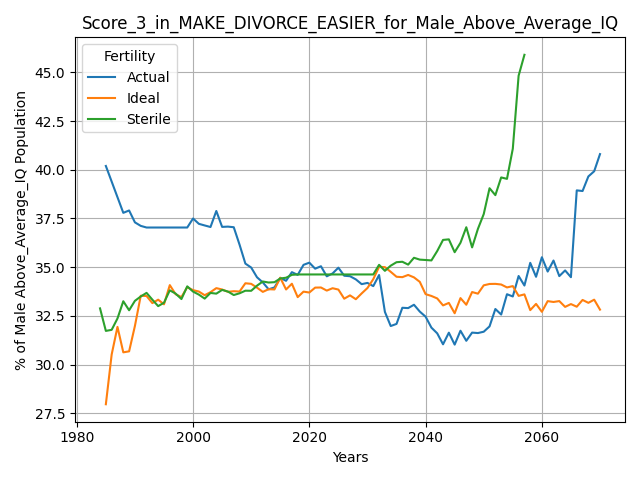 Score_3_in_MAKE_DIVORCE_EASIER_for_Male_Above_Average_IQ
% of Male Above_Average_IQ Population
45.0
42.5
40.0
37.5
35.0
32.5
30.0
27.5
Fertility
Actual
Ideal
Sterile
1980
2000
2020
2040
2060
Years